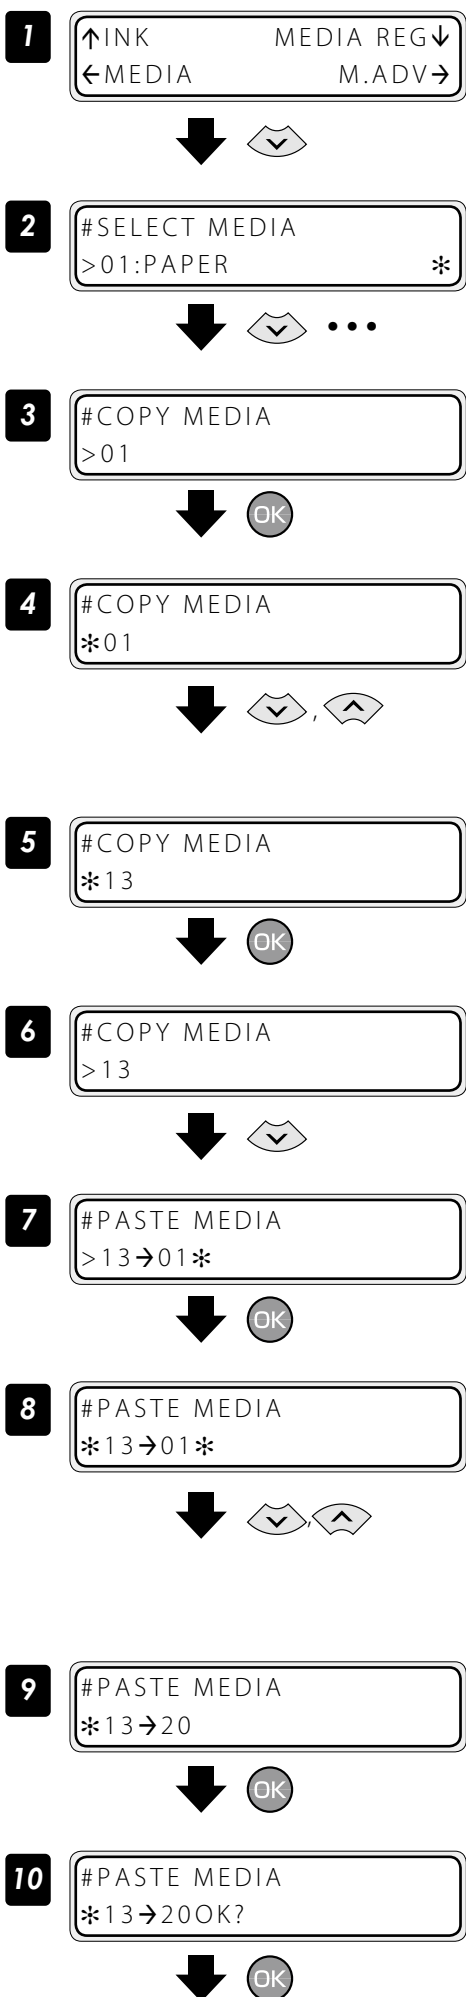 1
↑INK MEDIA REG↓
←MEDIA M.ADV→
2
#SELECT MEDIA
>01:PAPER ✻
•••
3
#COPY MEDIA
>01
OK
4
#COPY MEDIA
✻01
,
5
#COPY MEDIA
✻13
OK
6
#COPY MEDIA
>13
7
#PASTE MEDIA
>13→01✻
OK
8
#PASTE MEDIA
✻13→01✻
,
9
#PASTE MEDIA
✻13→20
OK
10
#PASTE MEDIA
✻13→20OK?
OK